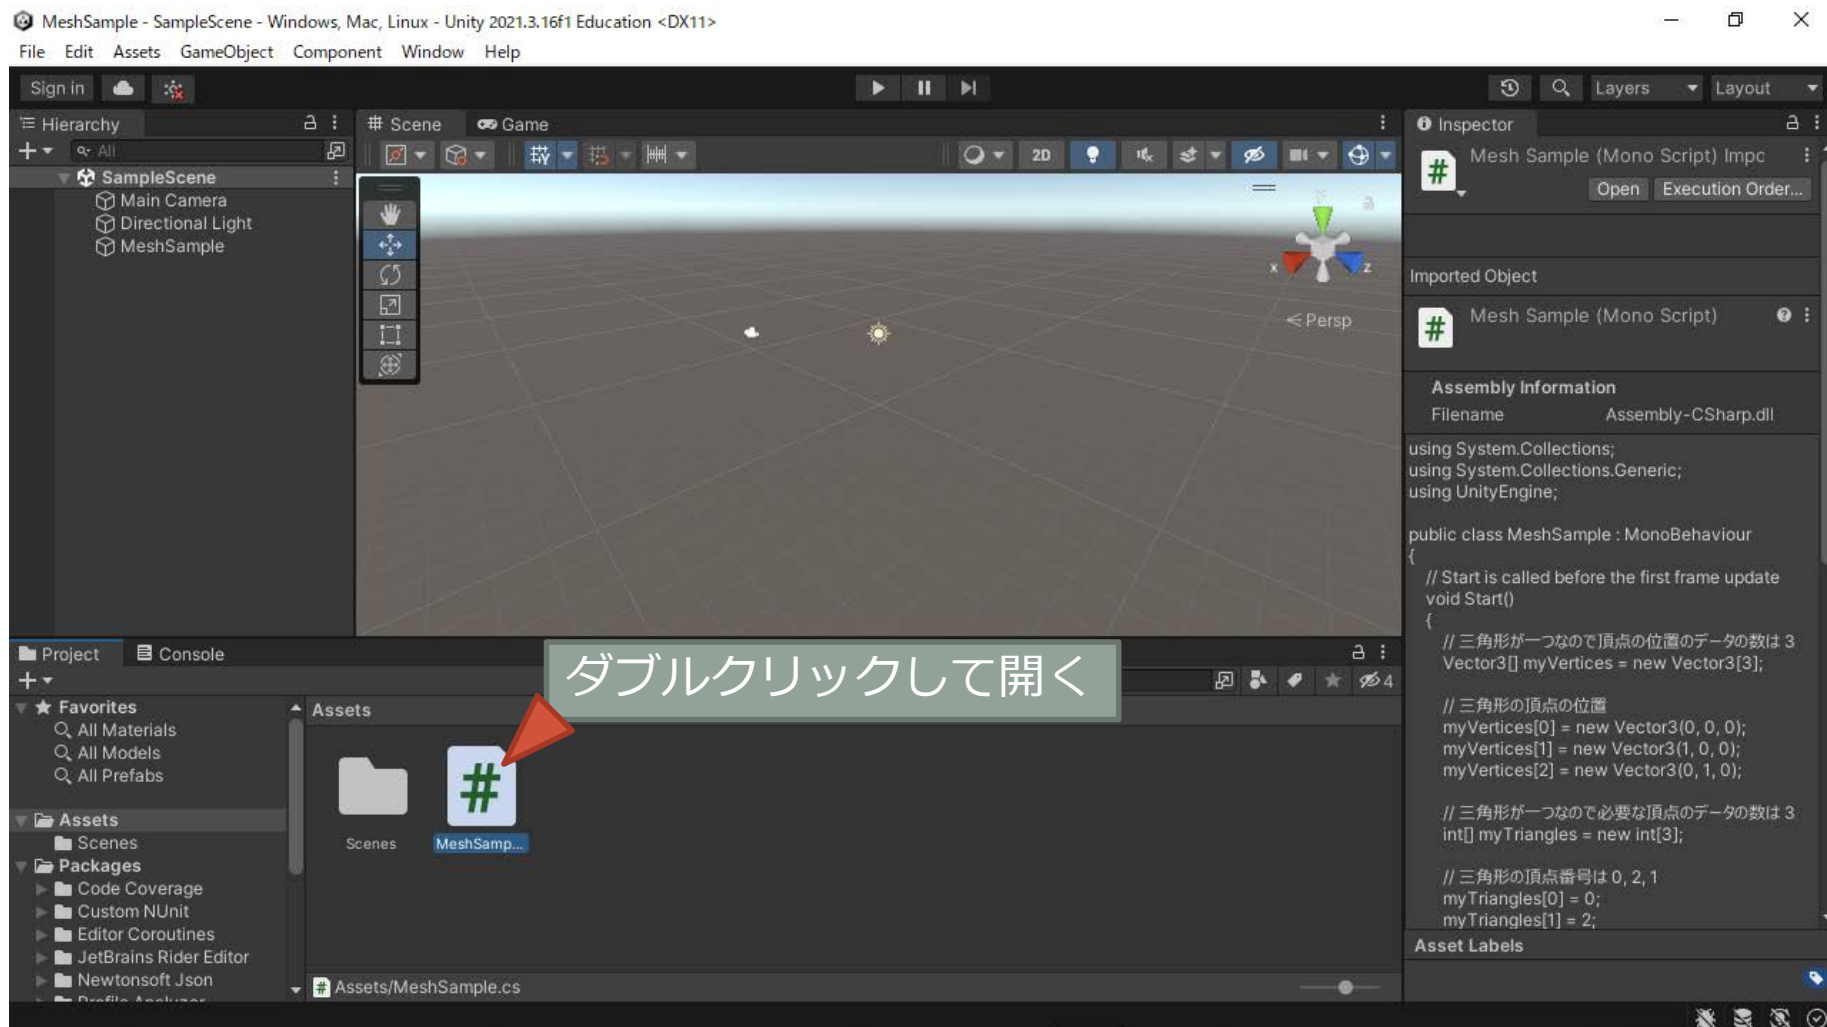 MeshSample - SampleScene - Windows, Mac, Linux - Unity 2021.3.16f1 Education <DX11>
File Edit Assets GameObject Component Window Help
Sign in
Layers
Layout
Hierarchy
All
SampleScene
Main Camera
Directional Light
MeshSample
Scene
Game
2D
Y
x
z
Persp
Inspector
Mesh Sample (Mono Script) Impc
Open
Execution Order...
Imported Object
Mesh Sample (Mono Script)
Assembly Information
Filename Assembly-CSharp.dll
using System.Collections;
using System.Collections.Generic;
using UnityEngine;
public class MeshSample : MonoBehaviour
{
// Start is called before the first frame update
void Start()
{
// 三角形が一つなので頂点の位置のデータの数は 3
Vector3[] myVertices = new Vector3[3];
// 三角形の頂点の位置
myVertices[0] = new Vector3(0, 0, 0);
myVertices[1] = new Vector3(1, 0, 0);
myVertices[2] = new Vector3(0, 1, 0);
// 三角形が一つなので必要な頂点のデータの数は 3
int[] myTriangles = new int[3];
// 三角形の頂点番号は 0, 2, 1
myTriangles[0] = 0;
myTriangles[1] = 2;
Asset Labels
Project
Console
ダブルクリックして開く
4
Favorites
All Materials
All Models
All Prefabs
Assets
Scenes
Packages
Code Coverage
Custom NUnit
Editor Coroutines
JetBrains Rider Editor
Newtonsoft Json
Profile Analyzer
Assets
Scenes
#
MeshSamp...
Assets/MeshSample.cs